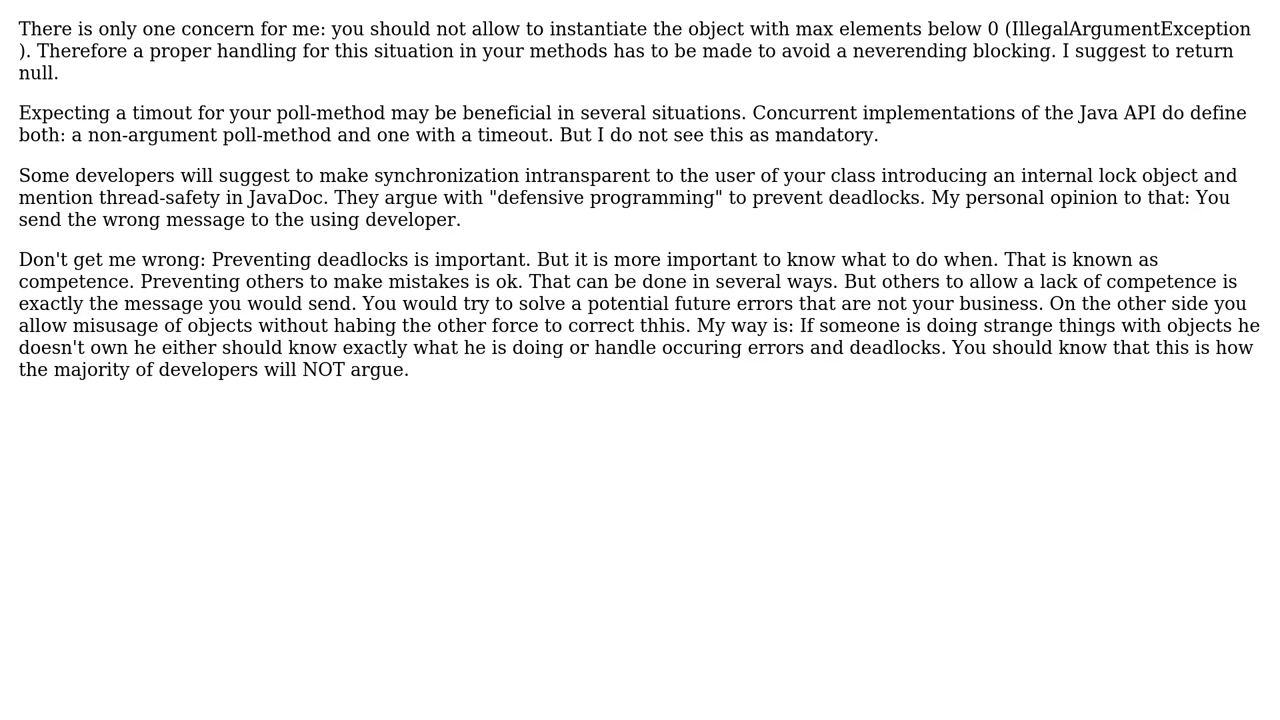 There is only one concern for me: you should not allow to instantiate the object with max elements below 0 (IllegalArgumentException
). Therefore a proper handling for this situation in your methods has to be made to avoid a neverending blocking. I suggest to return
null.
Expecting a timout for your poll-method may be beneficial in several situations. Concurrent implementations of the Java API do define
both: a non-argument poll-method and one with a timeout. But I do not see this as mandatory.
Some developers will suggest to make synchronization intransparent to the user of your class introducing an internal lock object and
mention thread-safety in JavaDoc. They argue with "defensive programming" to prevent deadlocks. My personal opinion to that: You
send the wrong message to the using developer.
Don't get me wrong: Preventing deadlocks is important. But it is more important to know what to do when. That is known as
competence. Preventing others to make mistakes is ok. That can be done in several ways. But others to allow a lack of competence is
exactly the message you would send. You would try to solve a potential future errors that are not your business. On the other side you
allow misusage of objects without habing the other force to correct thhis. My way is: If someone is doing strange things with objects he
doesn't own he either should know exactly what he is doing or handle occuring errors and deadlocks. You should know that this is how
the majority of developers will NOT argue.